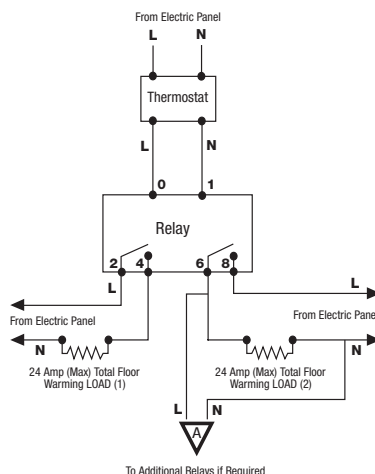 From Electric Panel
L N
Thermostat
L N
0 1
Relay
2 4 6 8
L L
From Electric Panel From Electric Panel
N N
24 Amp (Max) Total Floor
Warming LOAD (1)
24 Amp (Max) Total Floor
Warming LOAD (2)
L N
A
To Additional Relays if Required